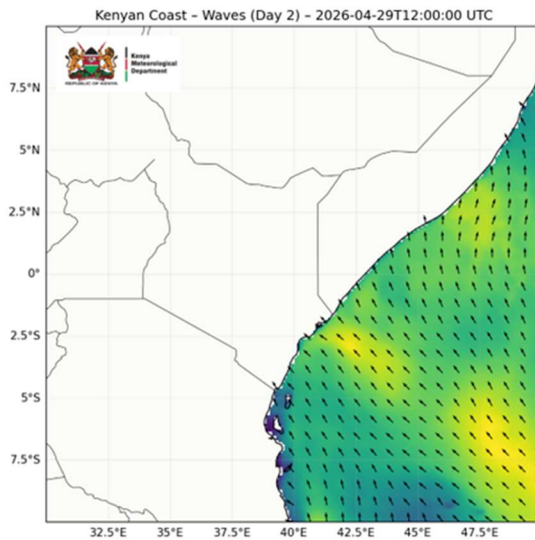 Kenyan Coast – Waves (Day 2) – 2026-04-29T12:00:00 UTC
Kenya
Meteorological
Department
REPUBLIC OF KENYA
7.5°N
5°N
2.5°N
0°
2.5°S
5°S
7.5°S
32.5°E 35°E 37.5°E 40°E 42.5°E 45°E 47.5°E